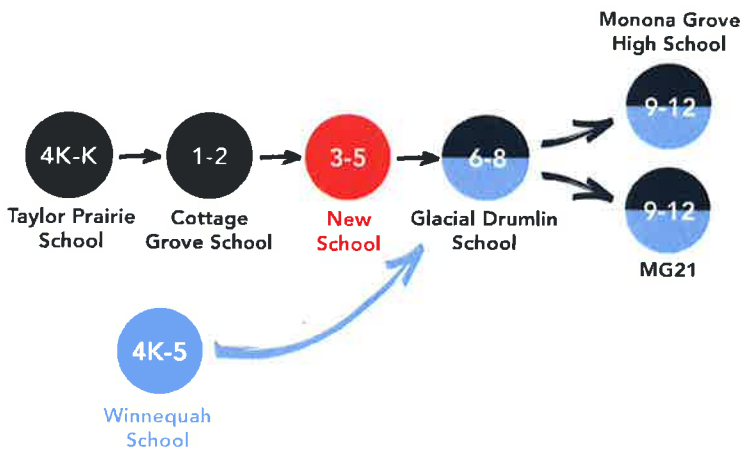 Monona Grove
High School
9-12
4K-K
1-2
3-5
6-8
Taylor Prairie
School
Cottage
Grove School
New
School
Glacial Drumlin
School
9-12
MG21
4K-5
Winnequah
School